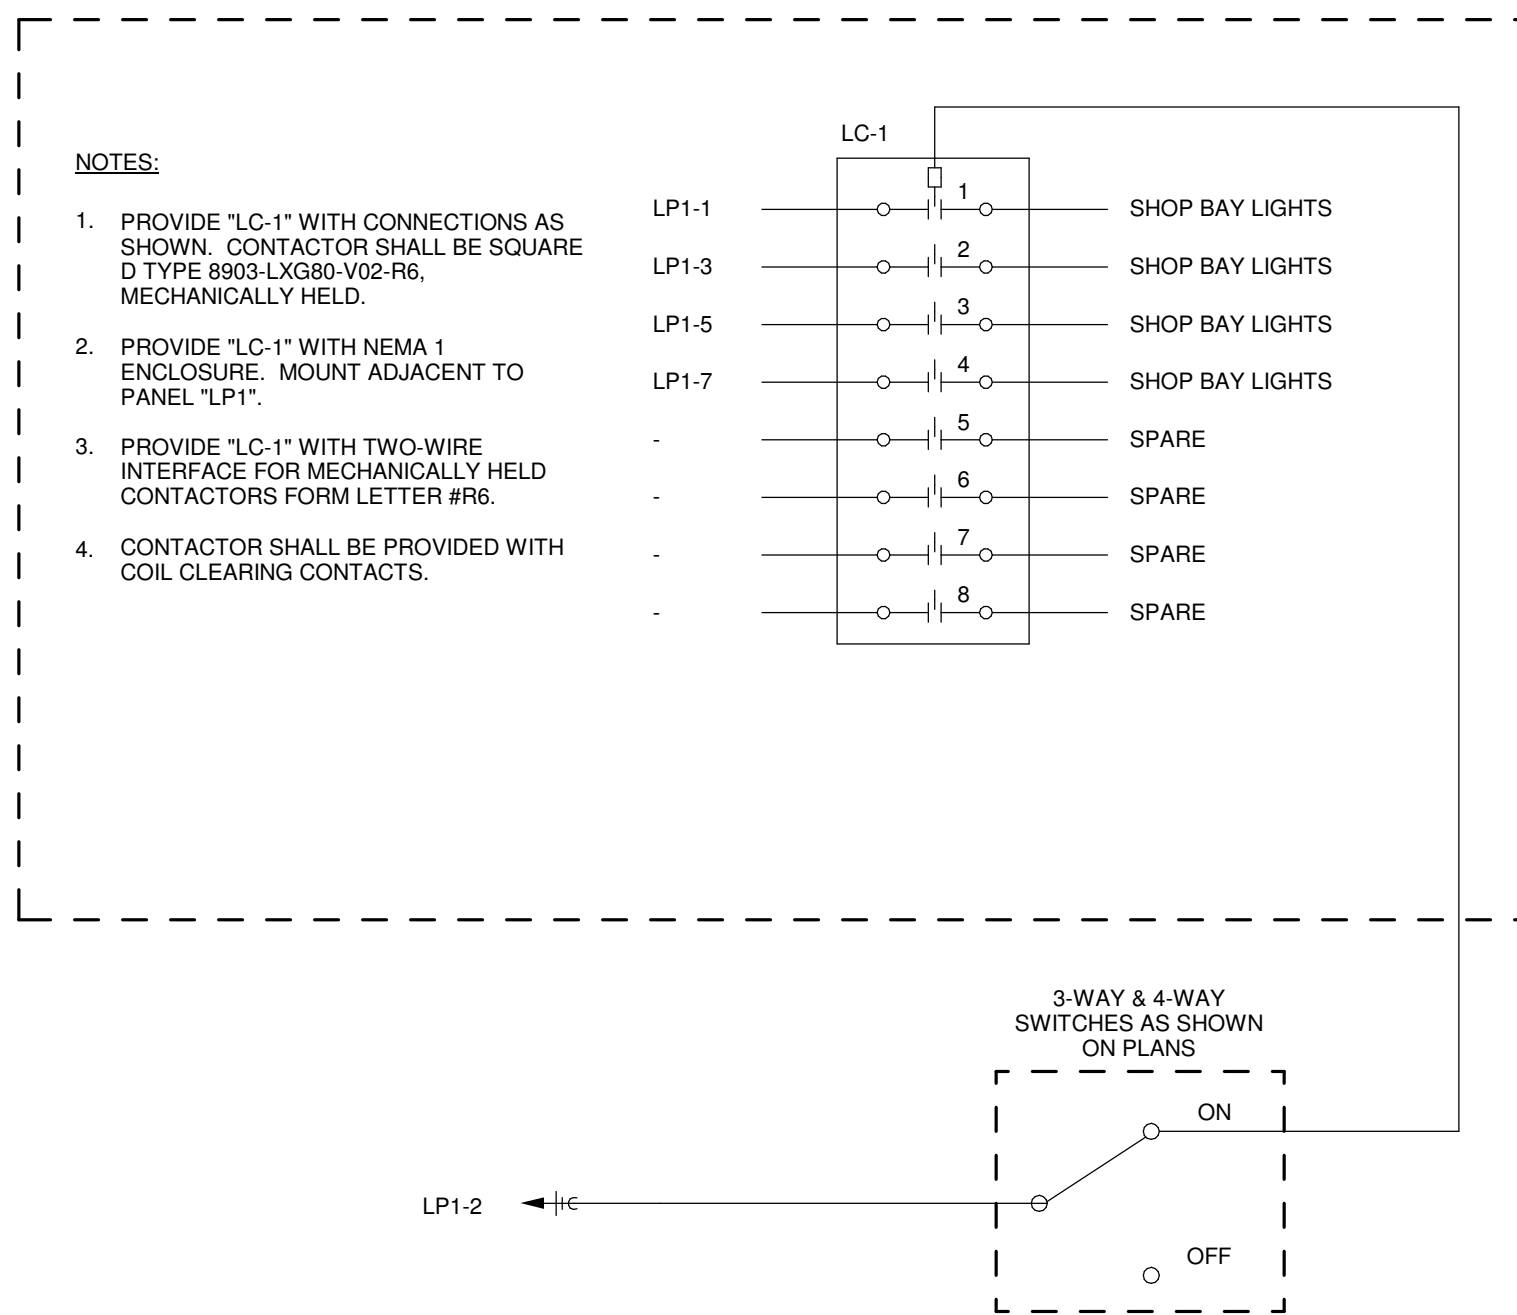 NOTES:
1. PROVIDE "LC-1" WITH CONNECTIONS AS
SHOWN.  CONTACTOR SHALL BE SQUARE
D TYPE 8903-LXG80-V02-R6,
MECHANICALLY HELD.
2. PROVIDE "LC-1" WITH NEMA 1
ENCLOSURE.  MOUNT ADJACENT TO
PANEL "LP1".
3. PROVIDE "LC-1" WITH TWO-WIRE
INTERFACE FOR MECHANICALLY HELD
CONTACTORS FORM LETTER #R6.
4. CONTACTOR SHALL BE PROVIDED WITH
COIL CLEARING CONTACTS.
LC-1
LP1-1 1 SHOP BAY LIGHTS
LP1-3 2 SHOP BAY LIGHTS
LP1-5 3 SHOP BAY LIGHTS
LP1-7 4 SHOP BAY LIGHTS
- 5 SPARE
- 6 SPARE
- 7 SPARE
- 8 SPARE
3-WAY & 4-WAY
SWITCHES AS SHOWN
ON PLANS
ON
LP1-2
OFF